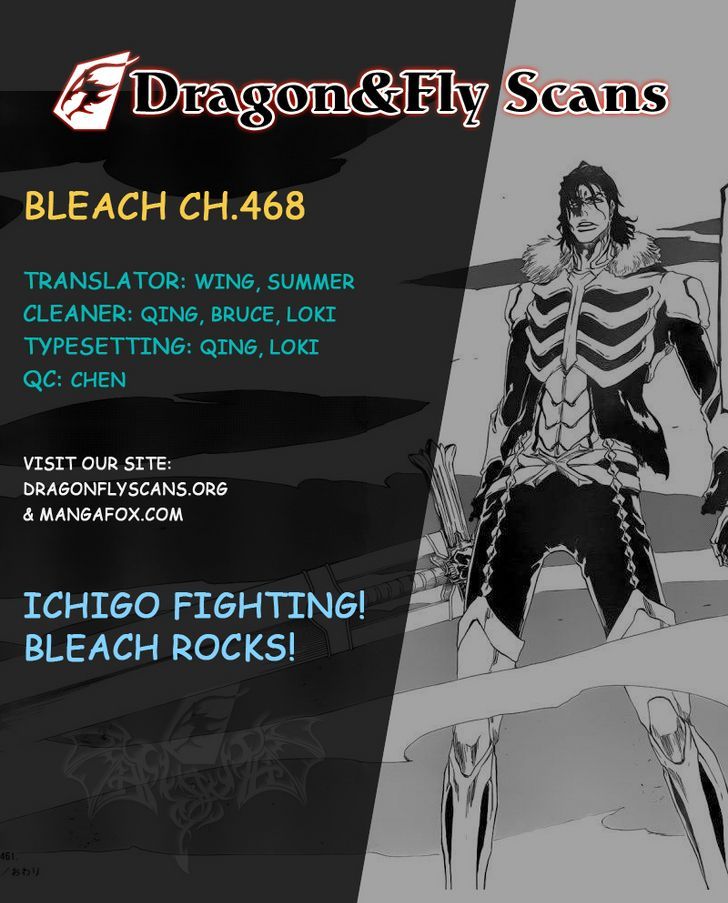 Dragon&Fly Scans
BLEACH CH.468
TRANSLATOR: WING, SUMMER
CLEANER: QING, BRUCE, LOKI
TYPESETTING: QING, LOKI
QC: CHEN
VISIT OUR SITE:
DRAGONFLYSCANS.ORG
& MANGAFOX.COM
ICHIGO FIGHTING!
BLEACH ROCKS!
461.
/おわり